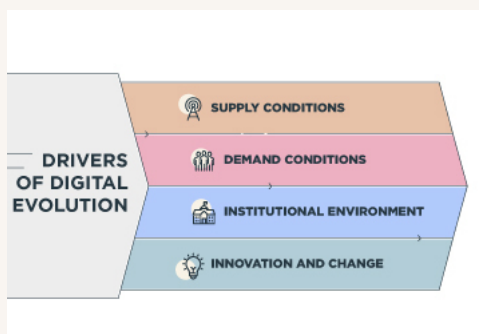 DRIVERS
OF DIGITAL
EVOLUTION
SUPPLY CONDITIONS
DEMAND CONDITIONS
INSTITUTIONAL ENVIRONMENT
INNOVATION AND CHANGE